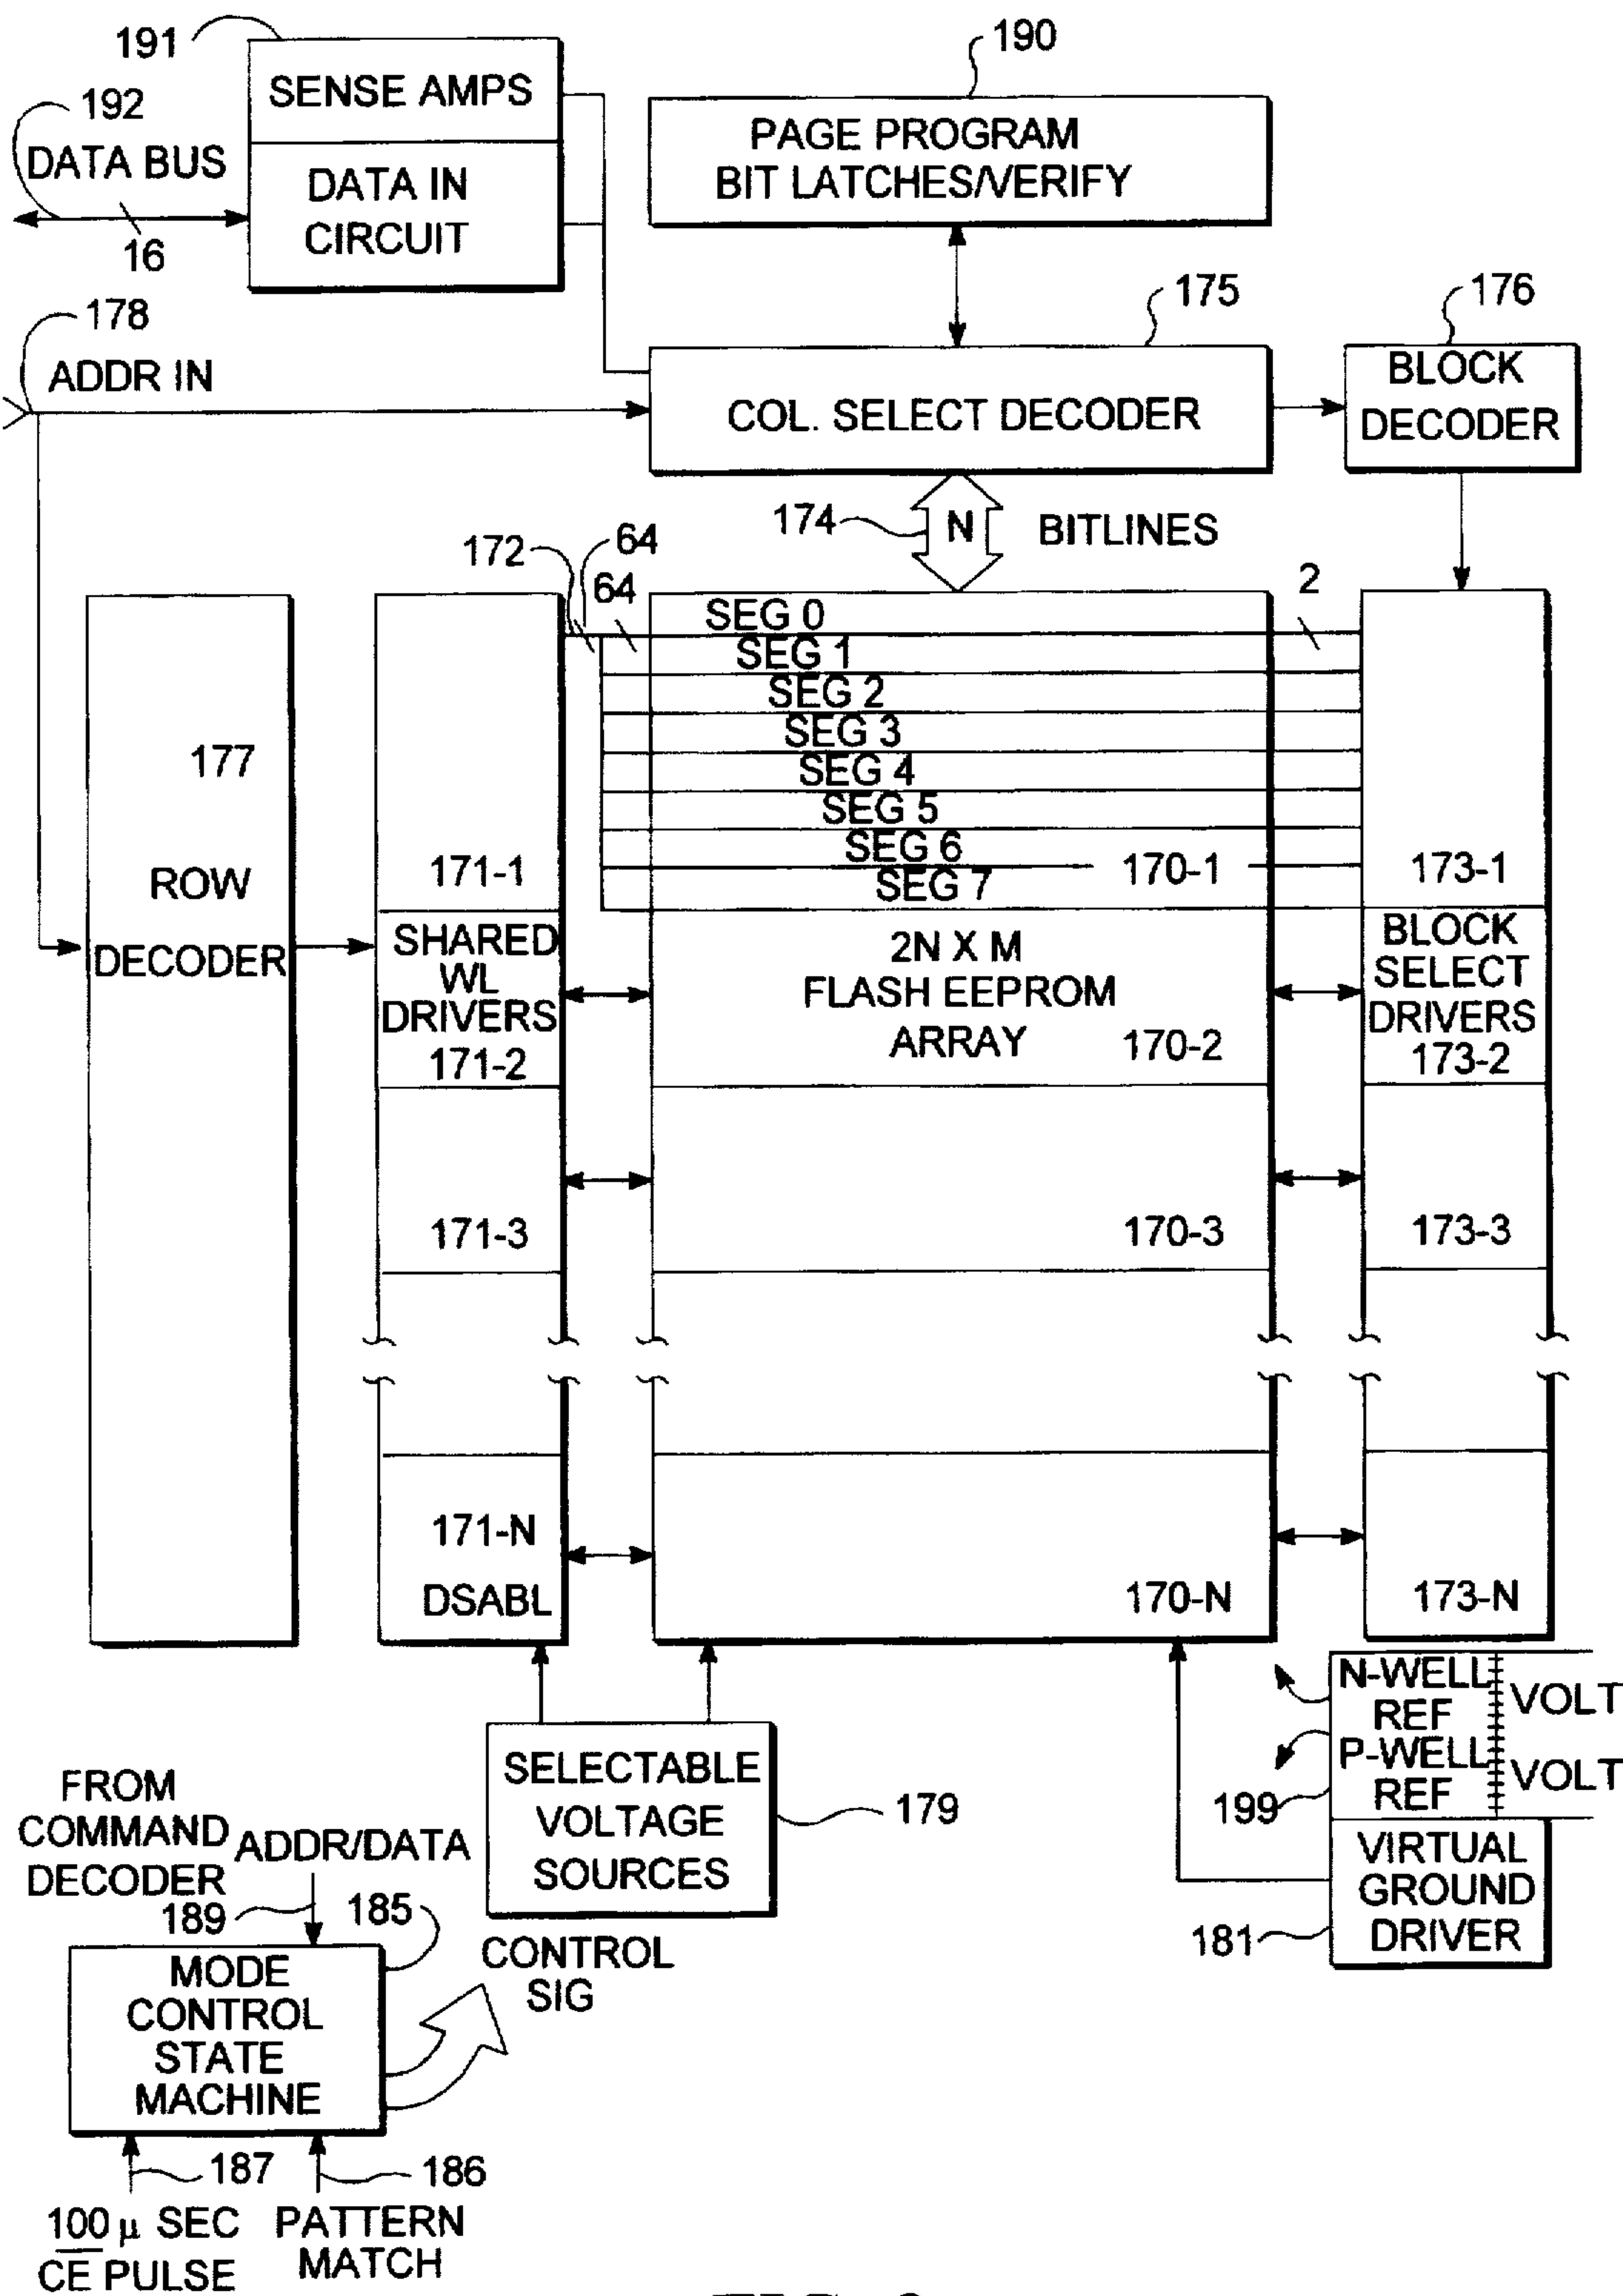 191
SENSE AMPS
190
192
DATA BUS
16
DATA IN
CIRCUIT
PAGE PROGRAM
BIT LATCHES/VERIFY
178
ADDR IN
175
176
COL. SELECT DECODER
BLOCK
DECODER
174
N
BITLINES
172
64
64
2
SEG 0
SEG 1
SEG 2
SEG 3
SEG 4
SEG 5
SEG 6
SEG 7
177
ROW
DECODER
171-1
170-1
173-1
SHARED
WL
DRIVERS
171-2
2N X M
FLASH EEPROM
ARRAY
170-2
BLOCK
SELECT
DRIVERS
173-2
171-3
170-3
173-3
171-N
DSABL
170-N
173-N
SELECTABLE
VOLTAGE
SOURCES
179
N-WELL
REF
VOLT
P-WELL
REF
VOLT
199
VIRTUAL
GROUND
DRIVER
181
FROM
COMMAND
DECODER
ADDR/DATA
189
185
CONTROL
SIG
MODE
CONTROL
STATE
MACHINE
187
186
100 µ SEC
CE PULSE
PATTERN
MATCH